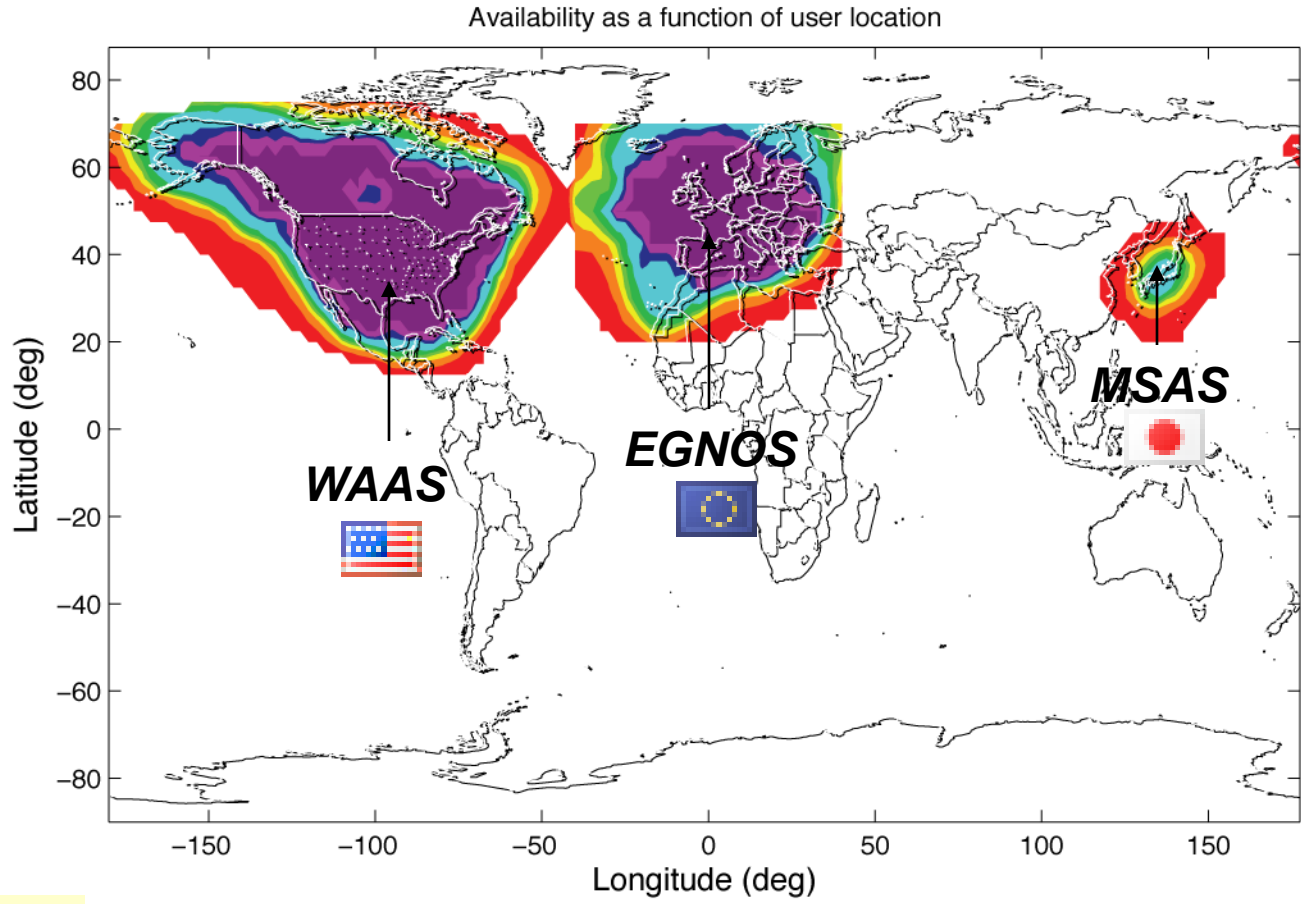 Availability as a function of user location
80
60
40
20
0
−20
−40
−60
−80
Latitude (deg)
WAAS
EGNOS
MSAS
−150
−100
−50
0
50
100
150
Longitude (deg)